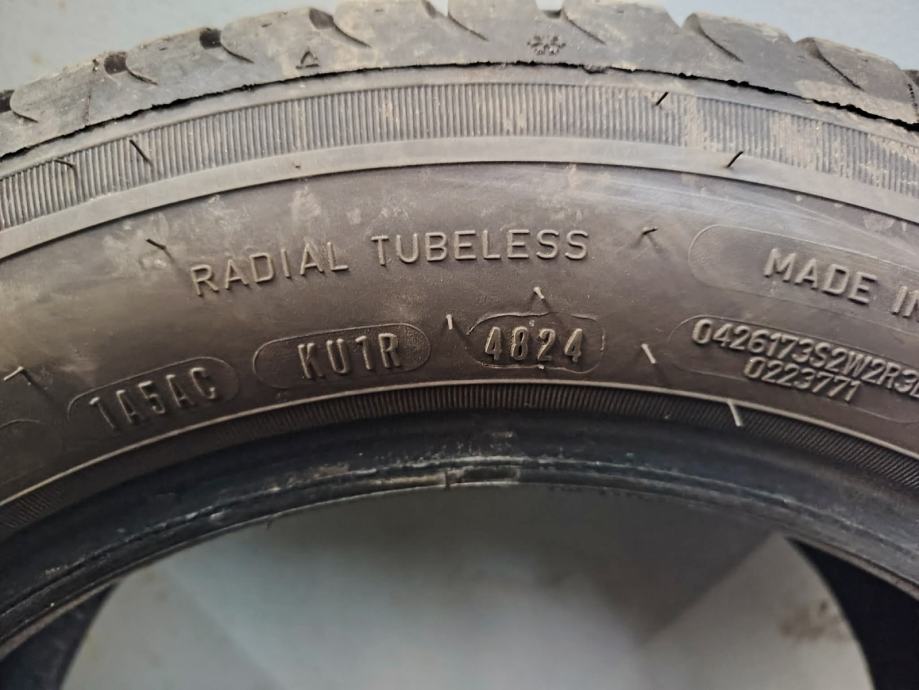 RADIAL TUBELESS
MADE IN
1A5AC KU1R 4824 0426173S2W2R3
0223771